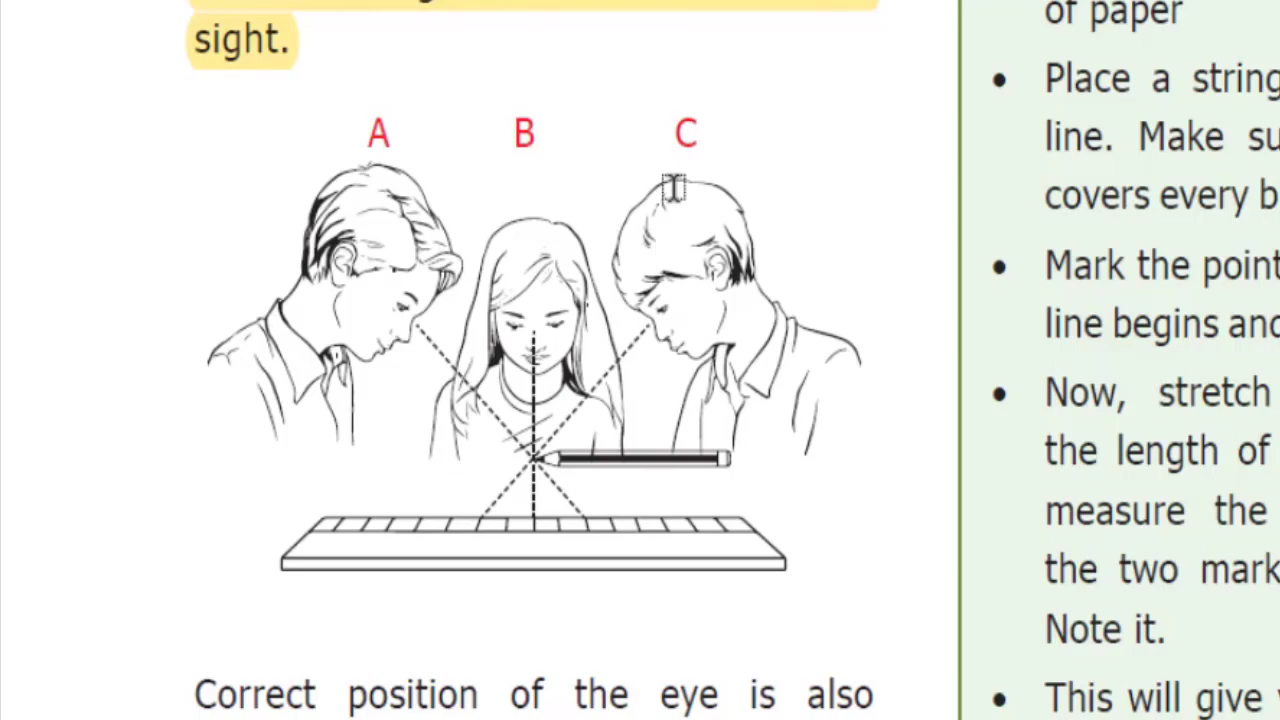 sight.
A B C
Correct position of the eye is also
of paper
• Place a string
line. Make su
covers every b
• Mark the point
line begins and
• Now, stretch
the length of
measure the
the two mark
Note it.
• This will give